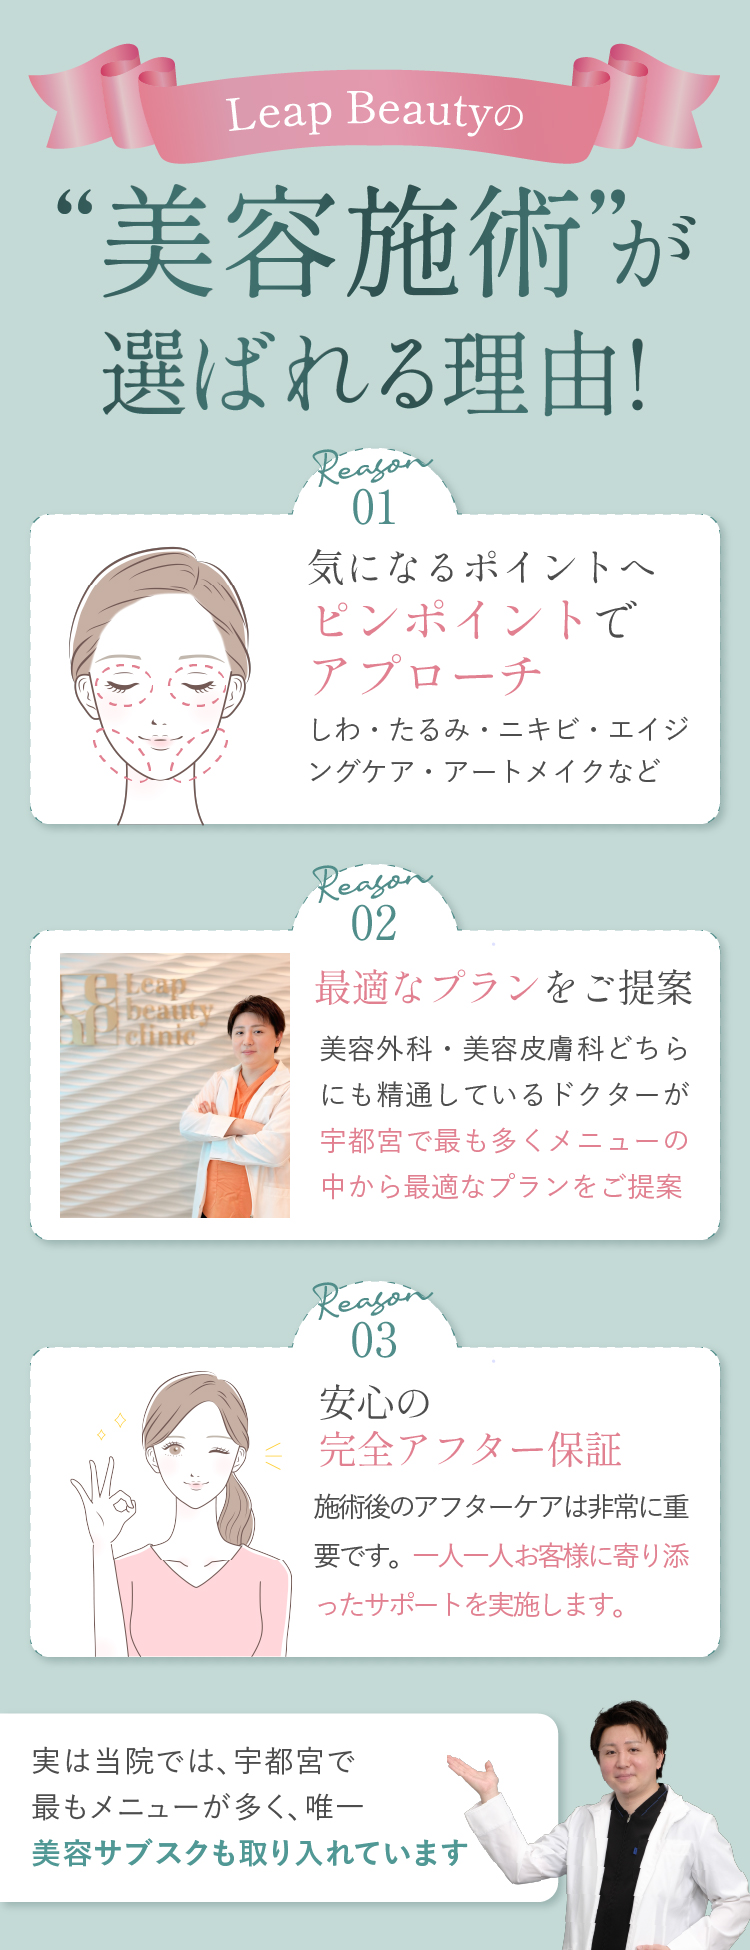 Leap Beautyの
“美容施術”が
選ばれる理由!
Reason
01
気になるポイントへ
ピンポイントで
アプローチ
しわ・たるみ・ニキビ・エイジ
ングケア・アートメイクなど
Reason
02
Leap
beauty
clinic
最適なプランをご提案
美容外科・美容皮膚科どちら
にも精通しているドクターが
宇都宮で最も多くメニューの
中から最適なプランをご提案
Reason
03
安心の
完全アフター保証
施術後のアフターケアは非常に重
要です。一人一人お客様に寄り添
ったサポートを実施します。
実は当院では、宇都宮で
最もメニューが多く、唯一
美容サブスクも取り入れています